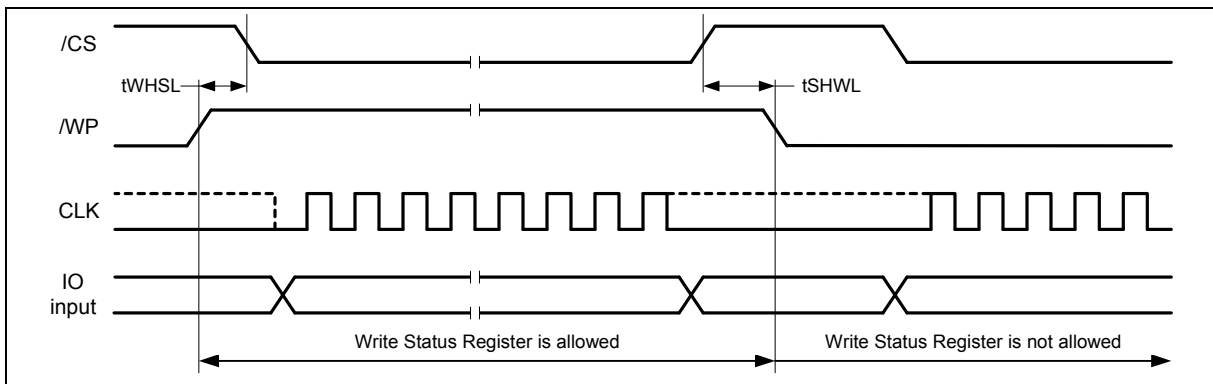 /CS
tWHSL
tSHWL
/WP
CLK
IO
input
Write Status Register is allowed
Write Status Register is not allowed